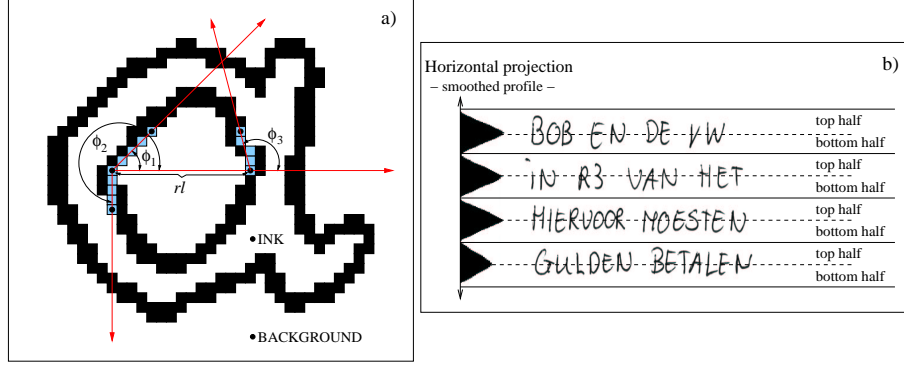 a)
ϕ2
ϕ1
ϕ3
rl
INK
BACKGROUND
b)
Horizontal projection
– smoothed profile –
BOB EN DE VW
top half
bottom half
iN R3 VAN HET
top half
bottom half
HIERVOOR MOESTEN
top half
bottom half
GULDEN BETALEN
top half
bottom half